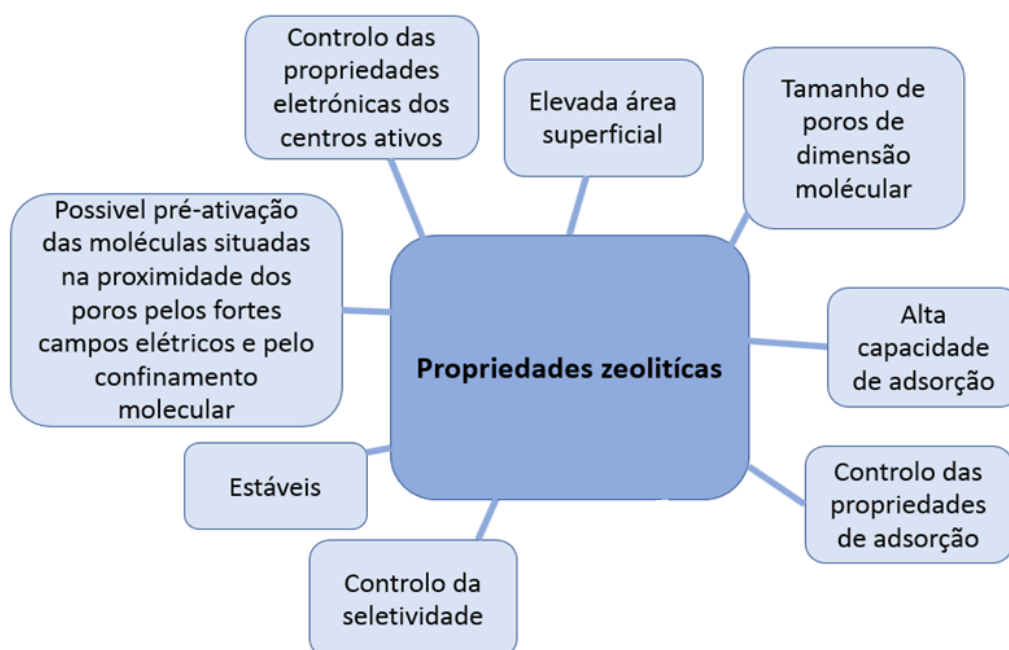 Controlo das
propriedades
eletrónicas dos
centros ativos
Elevada área
superficial
Tamanho de
poros de
dimensão
molécular
Possivel pré-ativação
das moléculas situadas
na proximidade dos
poros pelos fortes
campos elétricos e pelo
confinamento
molecular
Propriedades zeolitícas
Alta
capacidade
de adsorção
Estáveis
Controlo das
propriedades
de adsorção
Controlo da
seletividade